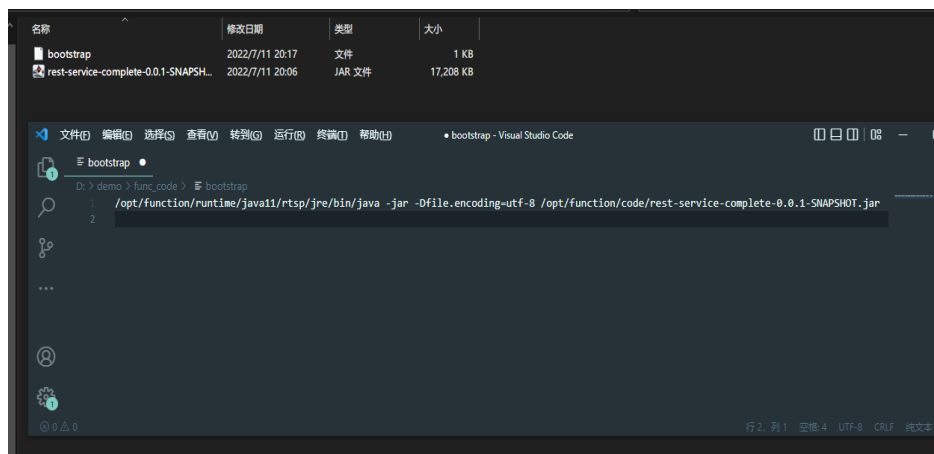 名称 修改日期 类型 大小
bootstrap 2022/7/11 20:17 文件 1 KB
rest-service-complete-0.0.1-SNAPSH... 2022/7/11 20:06 JAR 文件 17,208 KB
文件(F) 编辑(E) 选择(S) 查看(V) 转到(G) 运行(R) 终端(T) 帮助(H) ● bootstrap - Visual Studio Code
bootstrap ●
D: > demo > func_code > bootstrap
1 /opt/function/runtime/java11/rtsp/jre/bin/java -jar -Dfile.encoding=utf-8 /opt/function/code/rest-service-complete-0.0.1-SNAPSHOT.jar
2
1
1
0 0 行 2, 列 1 空格: 4 UTF-8 CRLF 纯文本